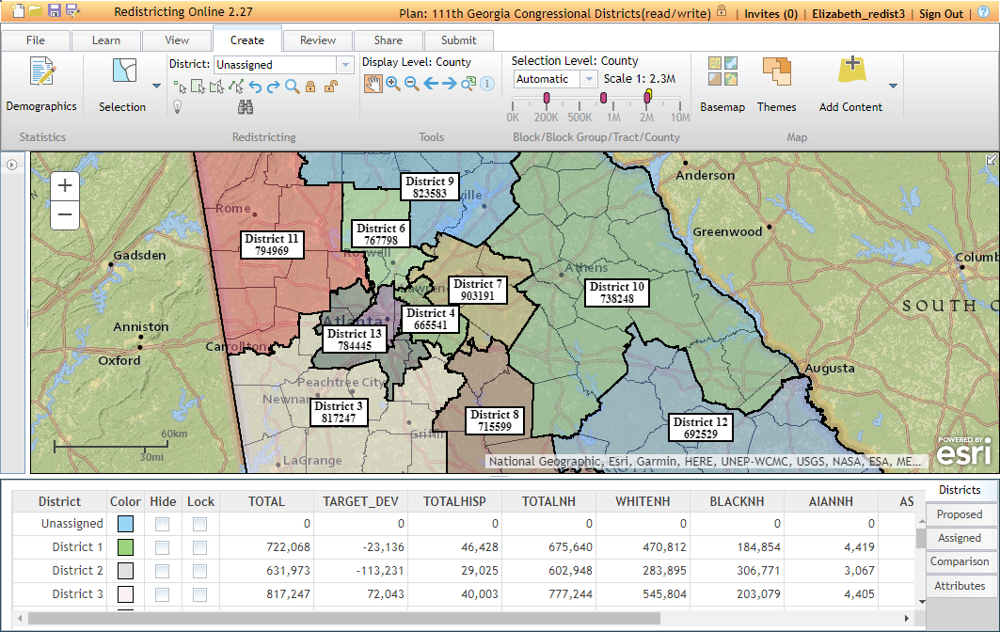 Redistricting Online 2.27
Plan: 111th Georgia Congressional Districts(read/write) | Invites (0) | Elizabeth_redist3 | Sign Out | ?
File Learn View Create Review Share Submit
District: Unassigned
Display Level: County
Selection Level: County
Automatic Scale 1: 2.3M
0K 200K 500K 1M 2M 10M
Demographics Selection Basemap Themes Add Content
Statistics Redistricting Tools Block/Block Group/Tract/County Map
+
−
Anderson
District 9
823583
ville
Rome
District 6
767798
Greenwood
District 11
794969
Roswell
Gadsden
Columb
Athens
District 7
903191
District 10
738248
Lawren
SOUTH C
District 4
665541
Atlanta
Anniston
District 13
784445
Carrollton
Oxford
Augusta
Peachtree City
Newnan
District 3
817247
District 8
715599
District 12
692529
Griffin
60km
30mi
LaGrange
POWERED BY
esri
National Geographic, Esri, Garmin, HERE, UNEP-WCMC, USGS, NASA, ESA, ME...
District Color Hide Lock TOTAL TARGET_DEV TOTALHISP TOTALNH WHITENH BLACKNH AIANNH AS
Unassigned 0 0 0 0 0 0 0
District 1 722,068 -23,136 46,428 675,640 470,812 184,854 4,419
District 2 631,973 -113,231 29,025 602,948 283,895 306,771 3,067
District 3 817,247 72,043 40,003 777,244 545,804 203,079 4,405
Districts
Proposed
Assigned
Comparison
Attributes